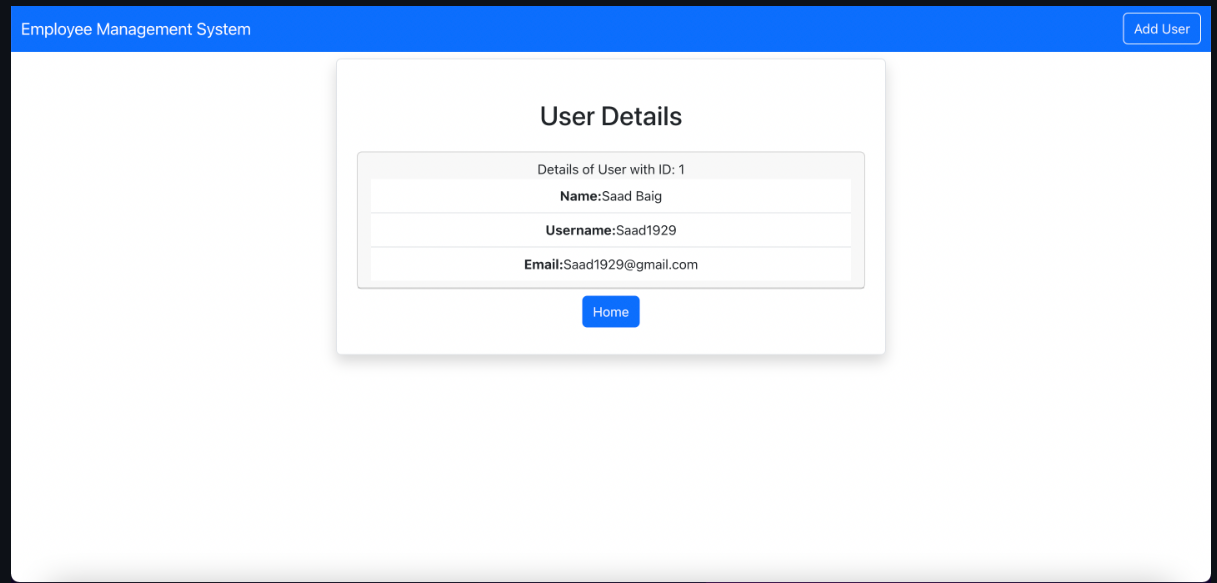 Employee Management System
Add User
User Details
Details of User with ID: 1
Name:Saad Baig
Username:Saad1929
Email:Saad1929@gmail.com
Home